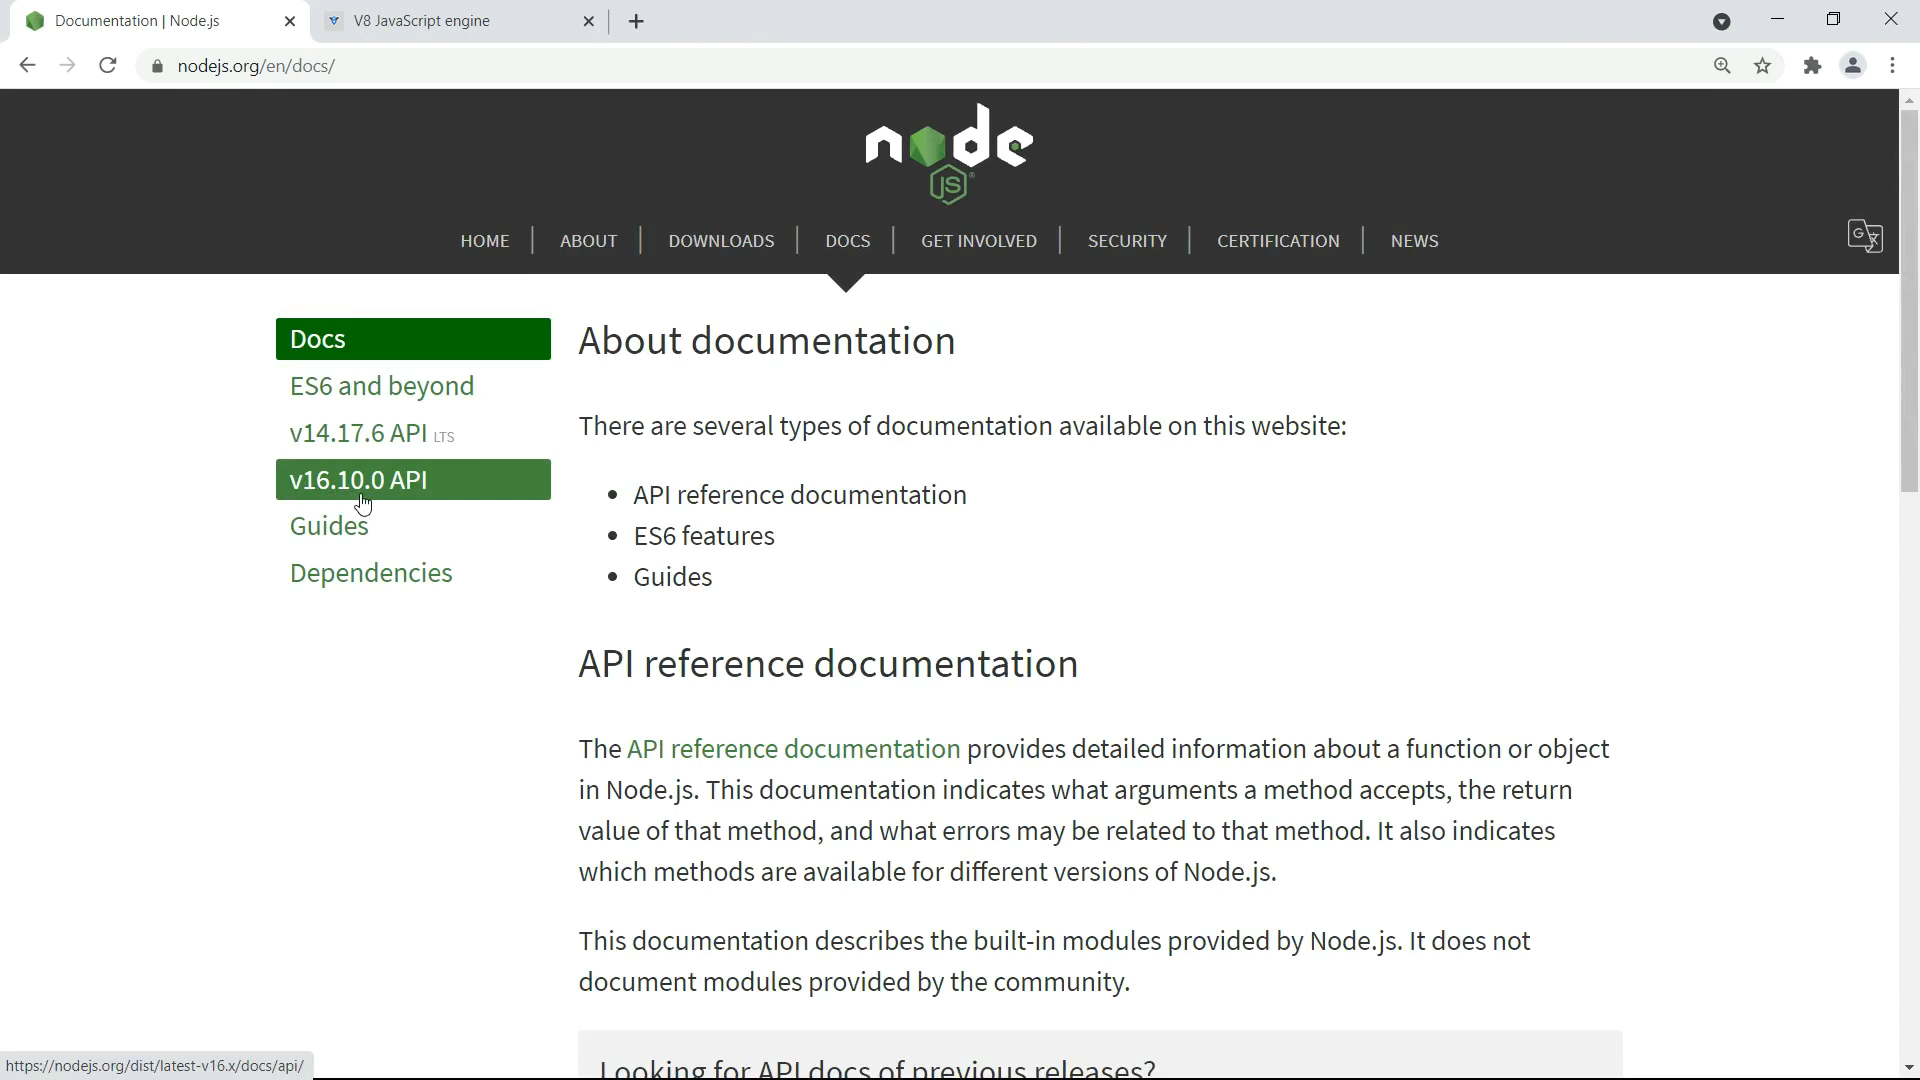 Documentation | Node.js
V8 JavaScript engine
nodejs.org/en/docs/
node
JS
HOME
ABOUT
DOWNLOADS
DOCS
GET INVOLVED
SECURITY
CERTIFICATION
NEWS
Docs
ES6 and beyond
v14.17.6 API LTS
v16.10.0 API
Guides
Dependencies
About documentation
There are several types of documentation available on this website:
• API reference documentation
• ES6 features
• Guides
API reference documentation
The API reference documentation provides detailed information about a function or object
in Node.js. This documentation indicates what arguments a method accepts, the return
value of that method, and what errors may be related to that method. It also indicates
which methods are available for different versions of Node.js.
This documentation describes the built-in modules provided by Node.js. It does not
document modules provided by the community.
Looking for API docs of previous releases?
https://nodejs.org/dist/latest-v16.x/docs/api/